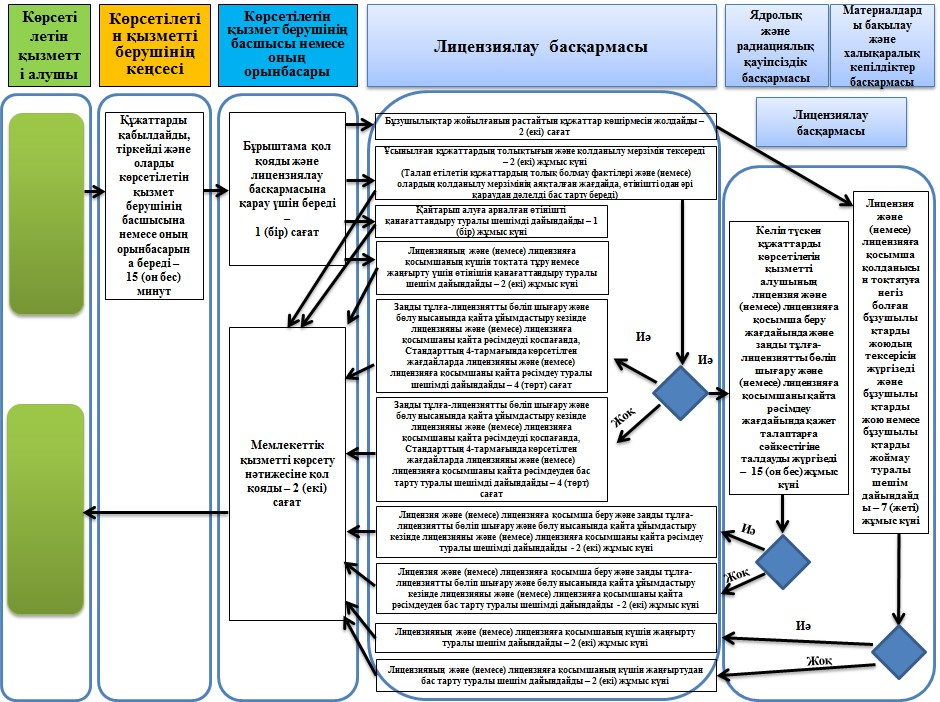 Көрсеті
летін
қызметт
і алушы
Көрсетілеті
н қызметті
берушінің
кеңсесі
Көрсетілетін
қызмет берушінің
басшысы немесе
оның
орынбасары
Лицензиялау басқармасы
Ядролық
және
радиациялық
қауіпсіздік
басқармасы
Материалдард
ы бақылау
және
халықаралық
кепілдіктер
басқармасы
Лицензиялау
басқармасы
Құжаттарды
қабылдайды,
тіркейді және
оларды
көрсетілетін
қызмет
берушінің
басшысына
немесе оның
орынбасарын
а береді –
15 (он бес)
минут
Бұрыштама қол
қояды және
лицензиялау
басқармасына
қарау үшін береді
–
1 (бір) сағат
Мемлекеттік
қызметті көрсету
нәтижесіне қол
қояды – 2 (екі)
сағат
Бұзушылықтар жойылғанын растайтын құжаттар көшірмесін жолдайды –
2 (екі) сағат
Ұсынылған құжаттардың толықтығын және қолданылу мерзімін тексереді
– 2 (екі) жұмыс күні
(Талап етілетін құжаттардың толық болмау фактілері және (немесе)
олардың қолданылу мерзімінің аяқталған жағдайда, өтінішті одан әрі
қараудан дәлелді бас тарту береді)
Қайтарып алуға арналған өтінішті
қанағаттандыру туралы шешімді дайындайды – 1
(бір) жұмыс күні
Лицензияның және (немесе) лицензияға
қосымшаның күшін тоқтата тұру немесе
жаңғырту үшін өтінішін қанағаттандыру туралы
шешім дайындайды – 2 (екі) жұмыс күні
Заңды тұлға-лицензиятты бөліп шығару және
бөлу нысанында қайта ұйымдастыру кезінде
лицензияны және (немесе) лицензияға
қосымшаны қайта рәсімдеуді қоспағанда,
Стандарттың 4-тармағында көрсетілген
жағдайларда лицензияны және (немесе)
лицензияға қосымшаны қайта рәсімдеу туралы
шешімді дайындайды – 4 (төрт) сағат
Заңды тұлға-лицензиятты бөліп шығару және
бөлу нысанында қайта ұйымдастыру кезінде
лицензияны және (немесе) лицензияға
қосымшаны қайта рәсімдеуді қоспағанда,
Стандарттың 4-тармағында көрсетілген
жағдайларда лицензияны және (немесе)
лицензияға қосымшаны қайта рәсімдеуден бас
тарту туралы шешімді дайындайды – 4 (төрт)
сағат
Лицензия және (немесе) лицензияға қосымша беру және заңды тұлға-
лицензиятты бөліп шығару және бөлу нысанында қайта ұйымдастыру
кезінде лицензияны және (немесе) лицензияға қосымшаны қайта рәсімдеу
туралы шешімді дайындайды - 2 (екі) жұмыс күні
Лицензия және (немесе) лицензияға қосымша беру және заңды тұлға-
лицензиятты бөліп шығару және бөлу нысанында қайта ұйымдастыру
кезінде лицензияны және (немесе) лицензияға қосымшаны қайта
рәсімдеуден бас тарту туралы шешімді дайындайды - 2 (екі) жұмыс күні
Лицензияның және (немесе) лицензияға қосымшаның күшін жаңғырту
туралы шешім дайындайды – 2 (екі) жұмыс күні
Лицензияның және (немесе) лицензияға қосымшаның күшін жаңғыртудан
бас тарту туралы шешім дайындайды – 2 (екі) жұмыс күні
Иә
Иә
Жоқ
Келіп түскен
құжаттарды
көрсетілетін
қызметті
алушының
лицензия және
(немесе) лицензияға
қосымша беру
жағдайында және
заңды тұлға-
лицензиятты бөліп
шығару және
(немесе) лицензияға
қосымшаны қайта
рәсімдеу
жағдайында қажет
талаптарға
сәйкестігіне
талдауды жүргізеді
– 15 (он бес) жұмыс
күні
Лицензия
және
(немесе)
лицензияға
қосымша
қолданысы
н тоқтатуға
негіз
болған
бұзушылы
қтарды
жоюдың
тексерісін
жүргізеді
және
бұзушылы
қтарды
жою немесе
бұзушылы
қтарды
жоймау
туралы
шешім
дайындайд
ы – 7 (жеті)
жұмыс күні
Иә
Жоқ
Иә
Жоқ